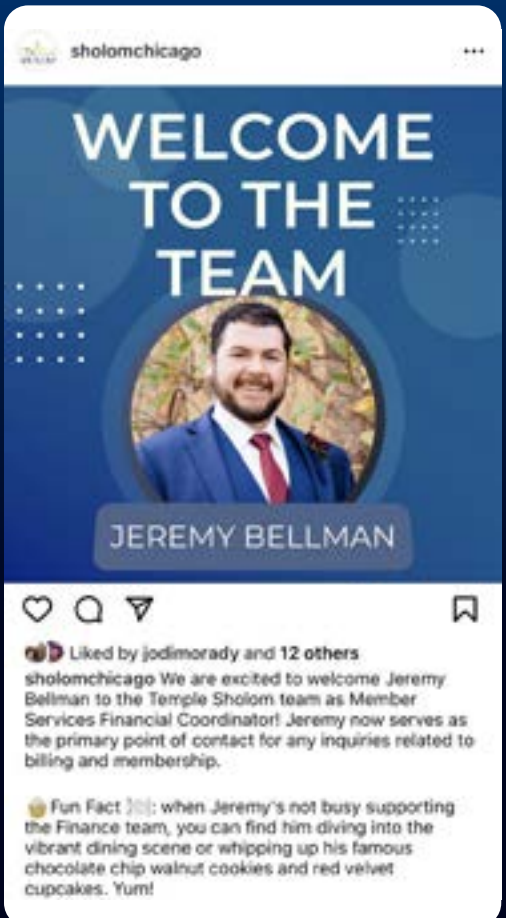 sholomchicago
WELCOME
TO THE
TEAM
JEREMY BELLMAN
Liked by jodimorady and 12 others
sholomchicago We are excited to welcome Jeremy
Bellman to the Temple Sholom team as Member
Services Financial Coordinator! Jeremy now serves as
the primary point of contact for any inquiries related to
billing and membership.
🧁Fun Fact 🍽️: when Jeremy's not busy supporting
the Finance team, you can find him diving into the
vibrant dining scene or whipping up his famous
chocolate chip walnut cookies and red velvet
cupcakes. Yum!